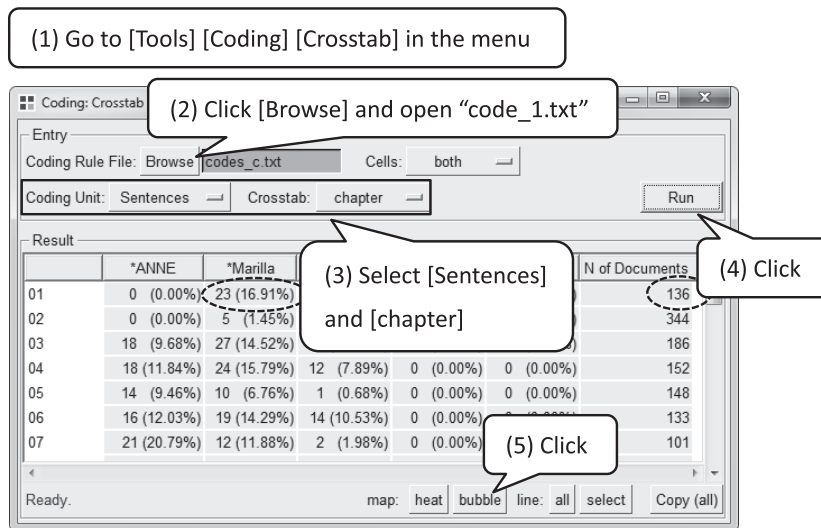 (1) Go to [Tools] [Coding] [Crosstab] in the menu
Coding: Crosstab
(2) Click [Browse] and open “code_1.txt”
Entry
Coding Rule File: Browse codes_c.txt Cells: both
Coding Unit: Sentences Crosstab: chapter Run
Result
*ANNE *Marilla N of Documents
(3) Select [Sentences]
and [chapter]
(4) Click
01 0 (0.00%) 23 (16.91%) 136
02 0 (0.00%) 5 (1.45%) 344
03 18 (9.68%) 27 (14.52%) 186
04 18 (11.84%) 24 (15.79%) 12 (7.89%) 0 (0.00%) 0 (0.00%) 152
05 14 (9.46%) 10 (6.76%) 1 (0.68%) 0 (0.00%) 0 (0.00%) 148
06 16 (12.03%) 19 (14.29%) 14 (10.53%) 0 (0.00%) 133
07 21 (20.79%) 12 (11.88%) 2 (1.98%) 0 (0.00%) 101
(5) Click
Ready. map: heat bubble line: all select Copy (all)